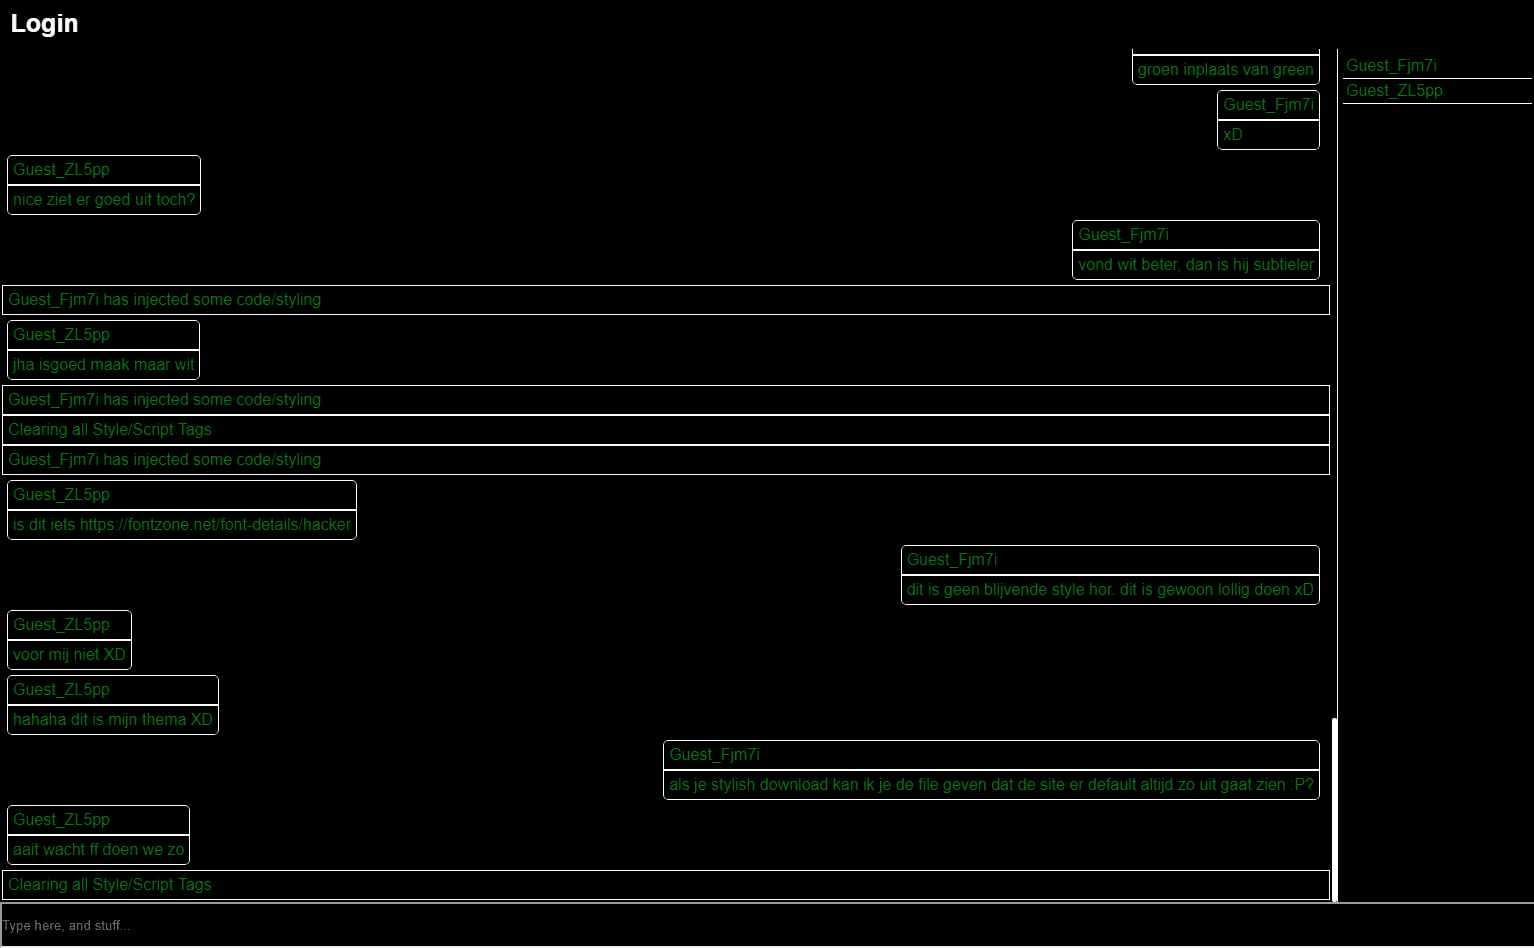 Login
groen inplaats van green
Guest_Fjm7i
xD
Guest_ZL5pp
nice ziet er goed uit toch?
Guest_Fjm7i
vond wit beter, dan is hij subtieler
Guest_Fjm7i has injected some code/styling
Guest_ZL5pp
jha isgoed maak maar wit
Guest_Fjm7i has injected some code/styling
Clearing all Style/Script Tags
Guest_Fjm7i has injected some code/styling
Guest_ZL5pp
is dit iets https://fontzone.net/font-details/hacker
Guest_Fjm7i
dit is geen blijvende style hor. dit is gewoon lollig doen xD
Guest_ZL5pp
voor mij niet XD
Guest_ZL5pp
hahaha dit is mijn thema XD
Guest_Fjm7i
als je stylish download kan ik je de file geven dat de site er default altijd zo uit gaat zien :P?
Guest_ZL5pp
aait wacht ff doen we zo
Clearing all Style/Script Tags
Type here, and stuff...
Guest_Fjm7i
Guest_ZL5pp